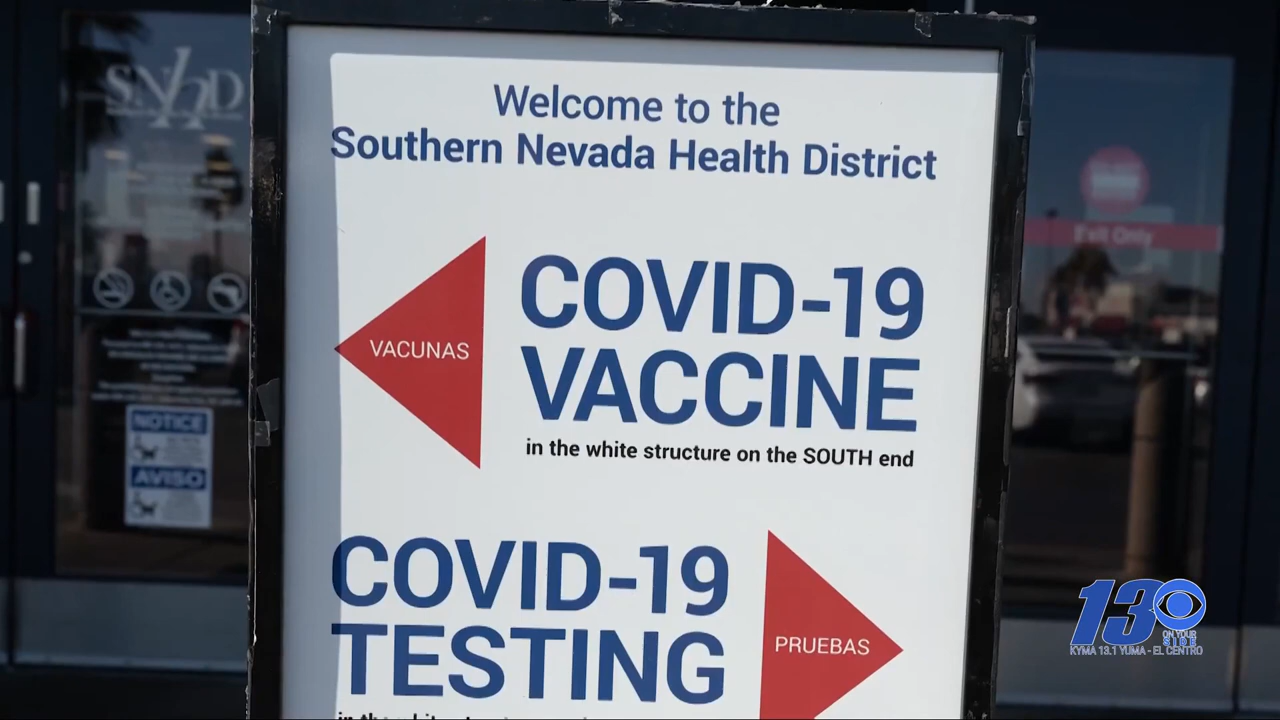 SNhD
Welcome to the
Southern Nevada Health District
VACUNAS
COVID-19
VACCINE
in the white structure on the SOUTH end
COVID-19
TESTING
PRUEBAS
NOTICE
AVISO
Exit Only
13
ON YOUR
SIDE
KYMA 13.1 YUMA - EL CENTRO